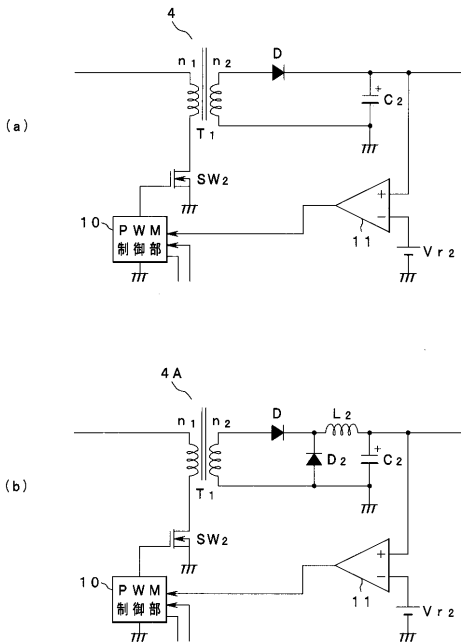 4
n1 n2 D
+
C2
(a)
T1
SW2
+
−
10
PWM
制御部
11
Vr2
4A
n1 n2 D L2
+
D2 C2
(b)
T1
SW2
+
−
10
PWM
制御部
11
Vr2